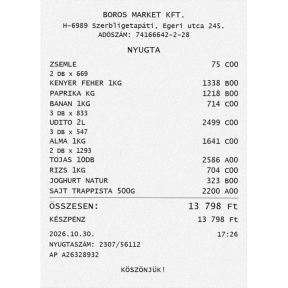 BOROS MARKET KFT.
H-6989 Szerbligetapáti, Egeri utca 245.
ADÓSZÁM: 74166642-2-28
NYUGTA
ZSEMLE 75 C00
2 DB x 669
KENYER FEHER 1KG 1338 B00
PAPRIKA KG 1218 B00
BANAN 1KG 714 C00
3 DB x 833
UDITO 2L 2499 C00
3 DB x 547
ALMA 1KG 1641 C00
2 DB x 1293
TOJAS 10DB 2586 A00
RIZS 1KG 704 C00
JOGHURT NATUR 323 B00
SAJT TRAPPISTA 500G 2200 A00
ÖSSZESEN: 13 798 Ft
KÉSZPÉNZ 13 798 Ft
2026.10.30. 17:26
NYUGTASZÁM: 2307/56112
AP A26328932
KÖSZÖNJÜK!